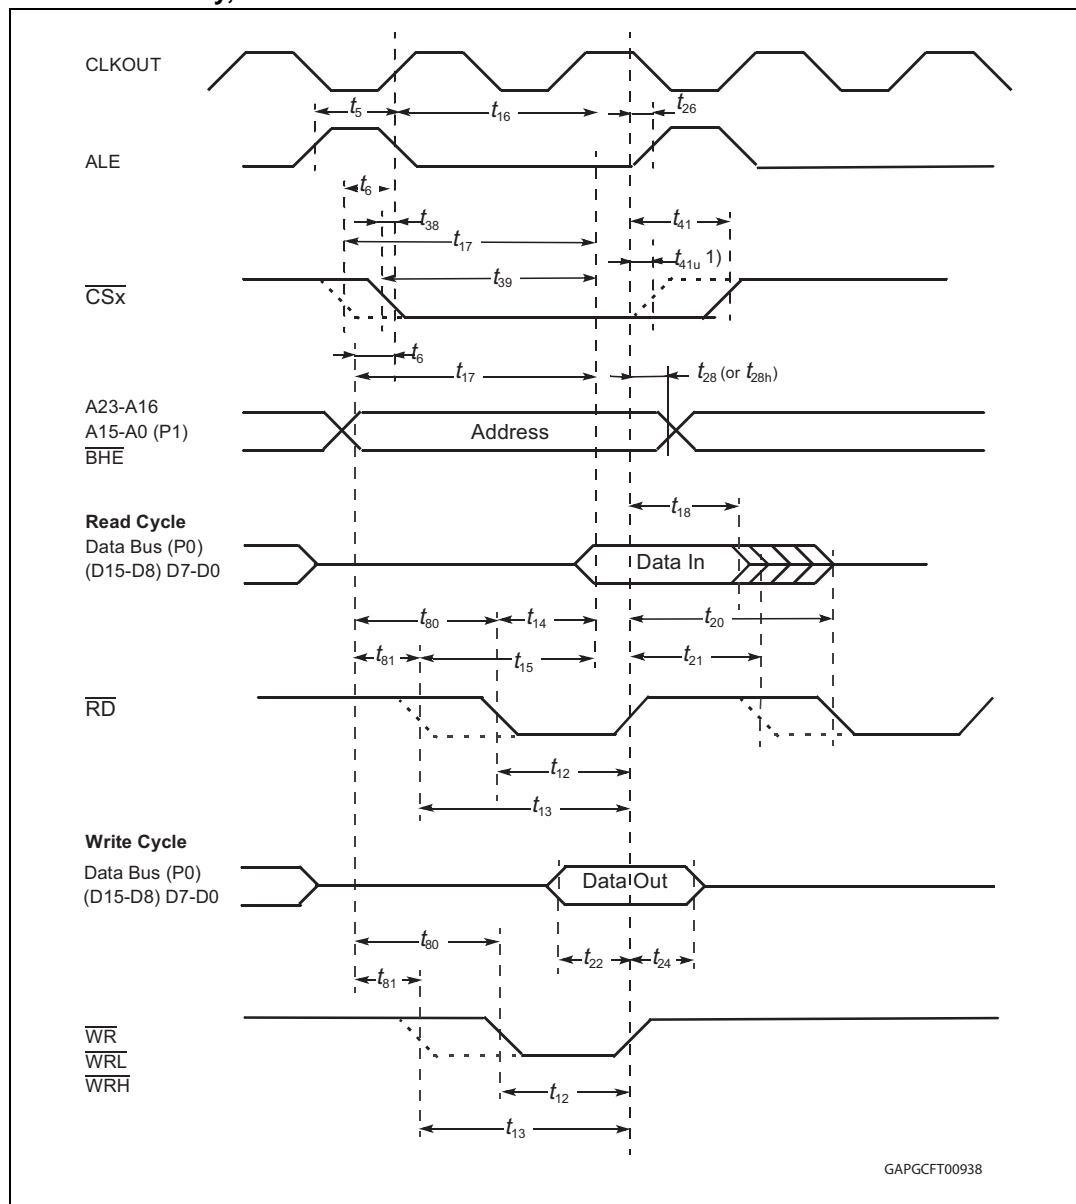 CLKOUT
t5
t16
t26
ALE
t6
t38
t41
t17
t41u 1)
t39
CSx
t6
t17
t28 (or t28h)
A23-A16
A15-A0 (P1)
Address
BHE
t18
Read Cycle
Data Bus (P0)
Data In
(D15-D8) D7-D0
t80
t14
t20
t81
t15
t21
RD
t12
t13
Write Cycle
Data Bus (P0)
Data Out
(D15-D8) D7-D0
t80
t22
t24
t81
WR
WRL
WRH
t12
t13
GAPGCFT00938